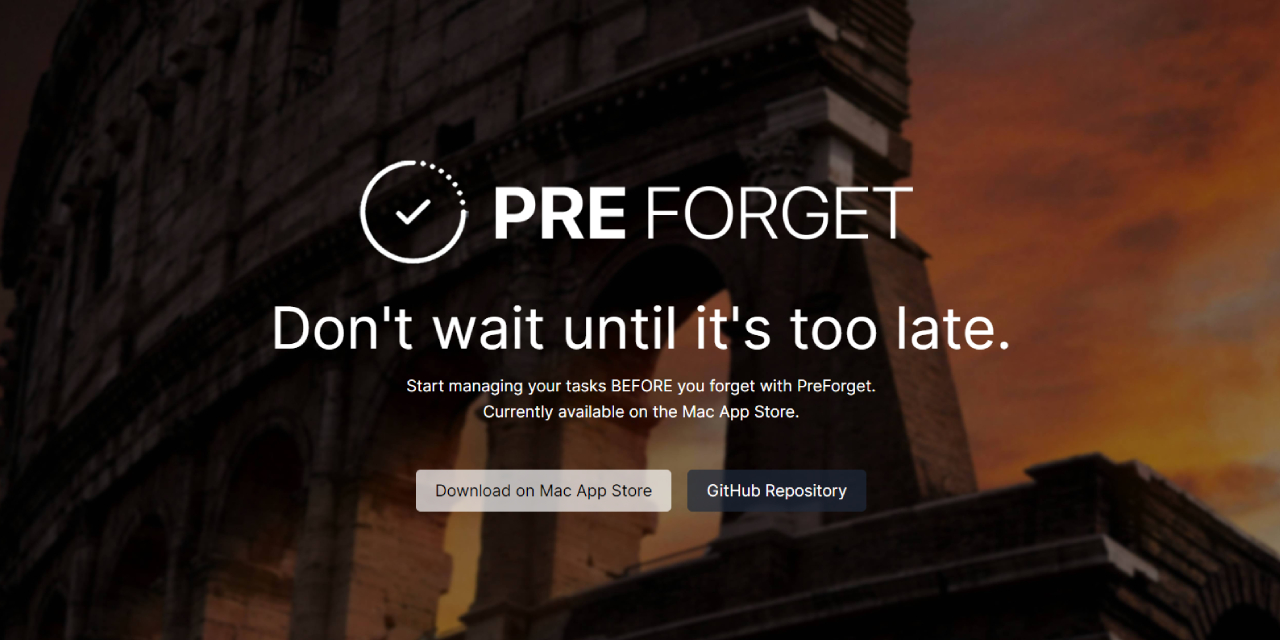 PRE FORGET
Don't wait until it's too late.
Start managing your tasks BEFORE you forget with PreForget.
Currently available on the Mac App Store.
Download on Mac App Store
GitHub Repository